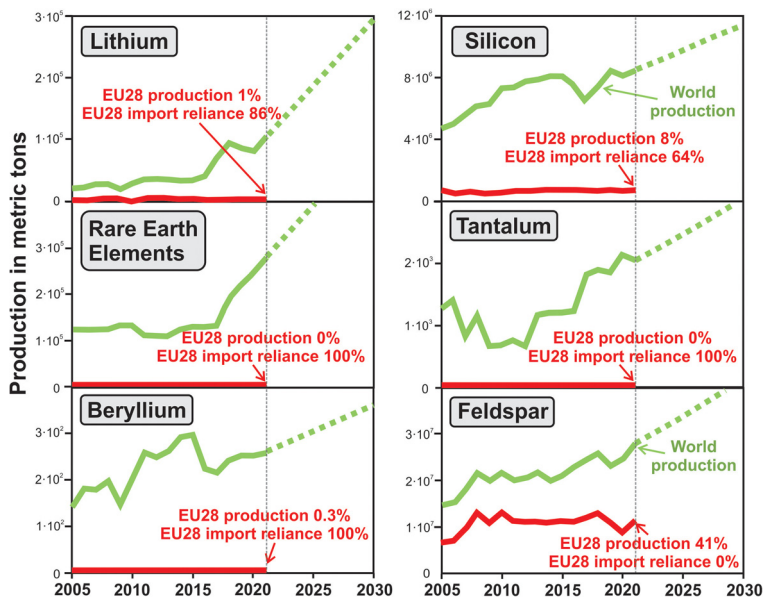 Production in metric tons
3·10⁵
2·10⁵
1·10⁵
0
Lithium
EU28 production 1%
EU28 import reliance 86%
12·10⁶
8·10⁶
4·10⁶
0
Silicon
World
production
EU28 production 8%
EU28 import reliance 64%
3·10⁵
2·10⁵
1·10⁵
0
Rare Earth
Elements
EU28 production 0%
EU28 import reliance 100%
2·10³
1·10³
0
Tantalum
EU28 production 0%
EU28 import reliance 100%
3·10²
2·10²
1·10²
0
Beryllium
EU28 production 0.3%
EU28 import reliance 100%
2005 2010 2015 2020 2025 2030
3·10⁷
2·10⁷
1·10⁷
0
Feldspar
World
production
EU28 production 41%
EU28 import reliance 0%
2005 2010 2015 2020 2025 2030